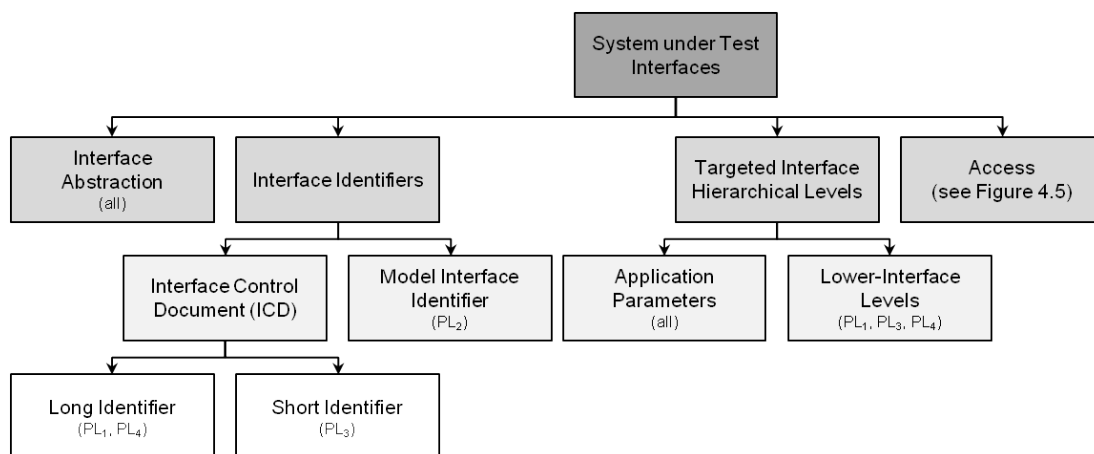 System under Test
Interfaces
Interface
Abstraction
(all)
Interface Identifiers
Targeted Interface
Hierarchical Levels
Access
(see Figure 4.5)
Interface Control
Document (ICD)
Model Interface
Identifier
(PL₂)
Application
Parameters
(all)
Lower-Interface
Levels
(PL₁, PL₃, PL₄)
Long Identifier
(PL₁, PL₄)
Short Identifier
(PL₃)